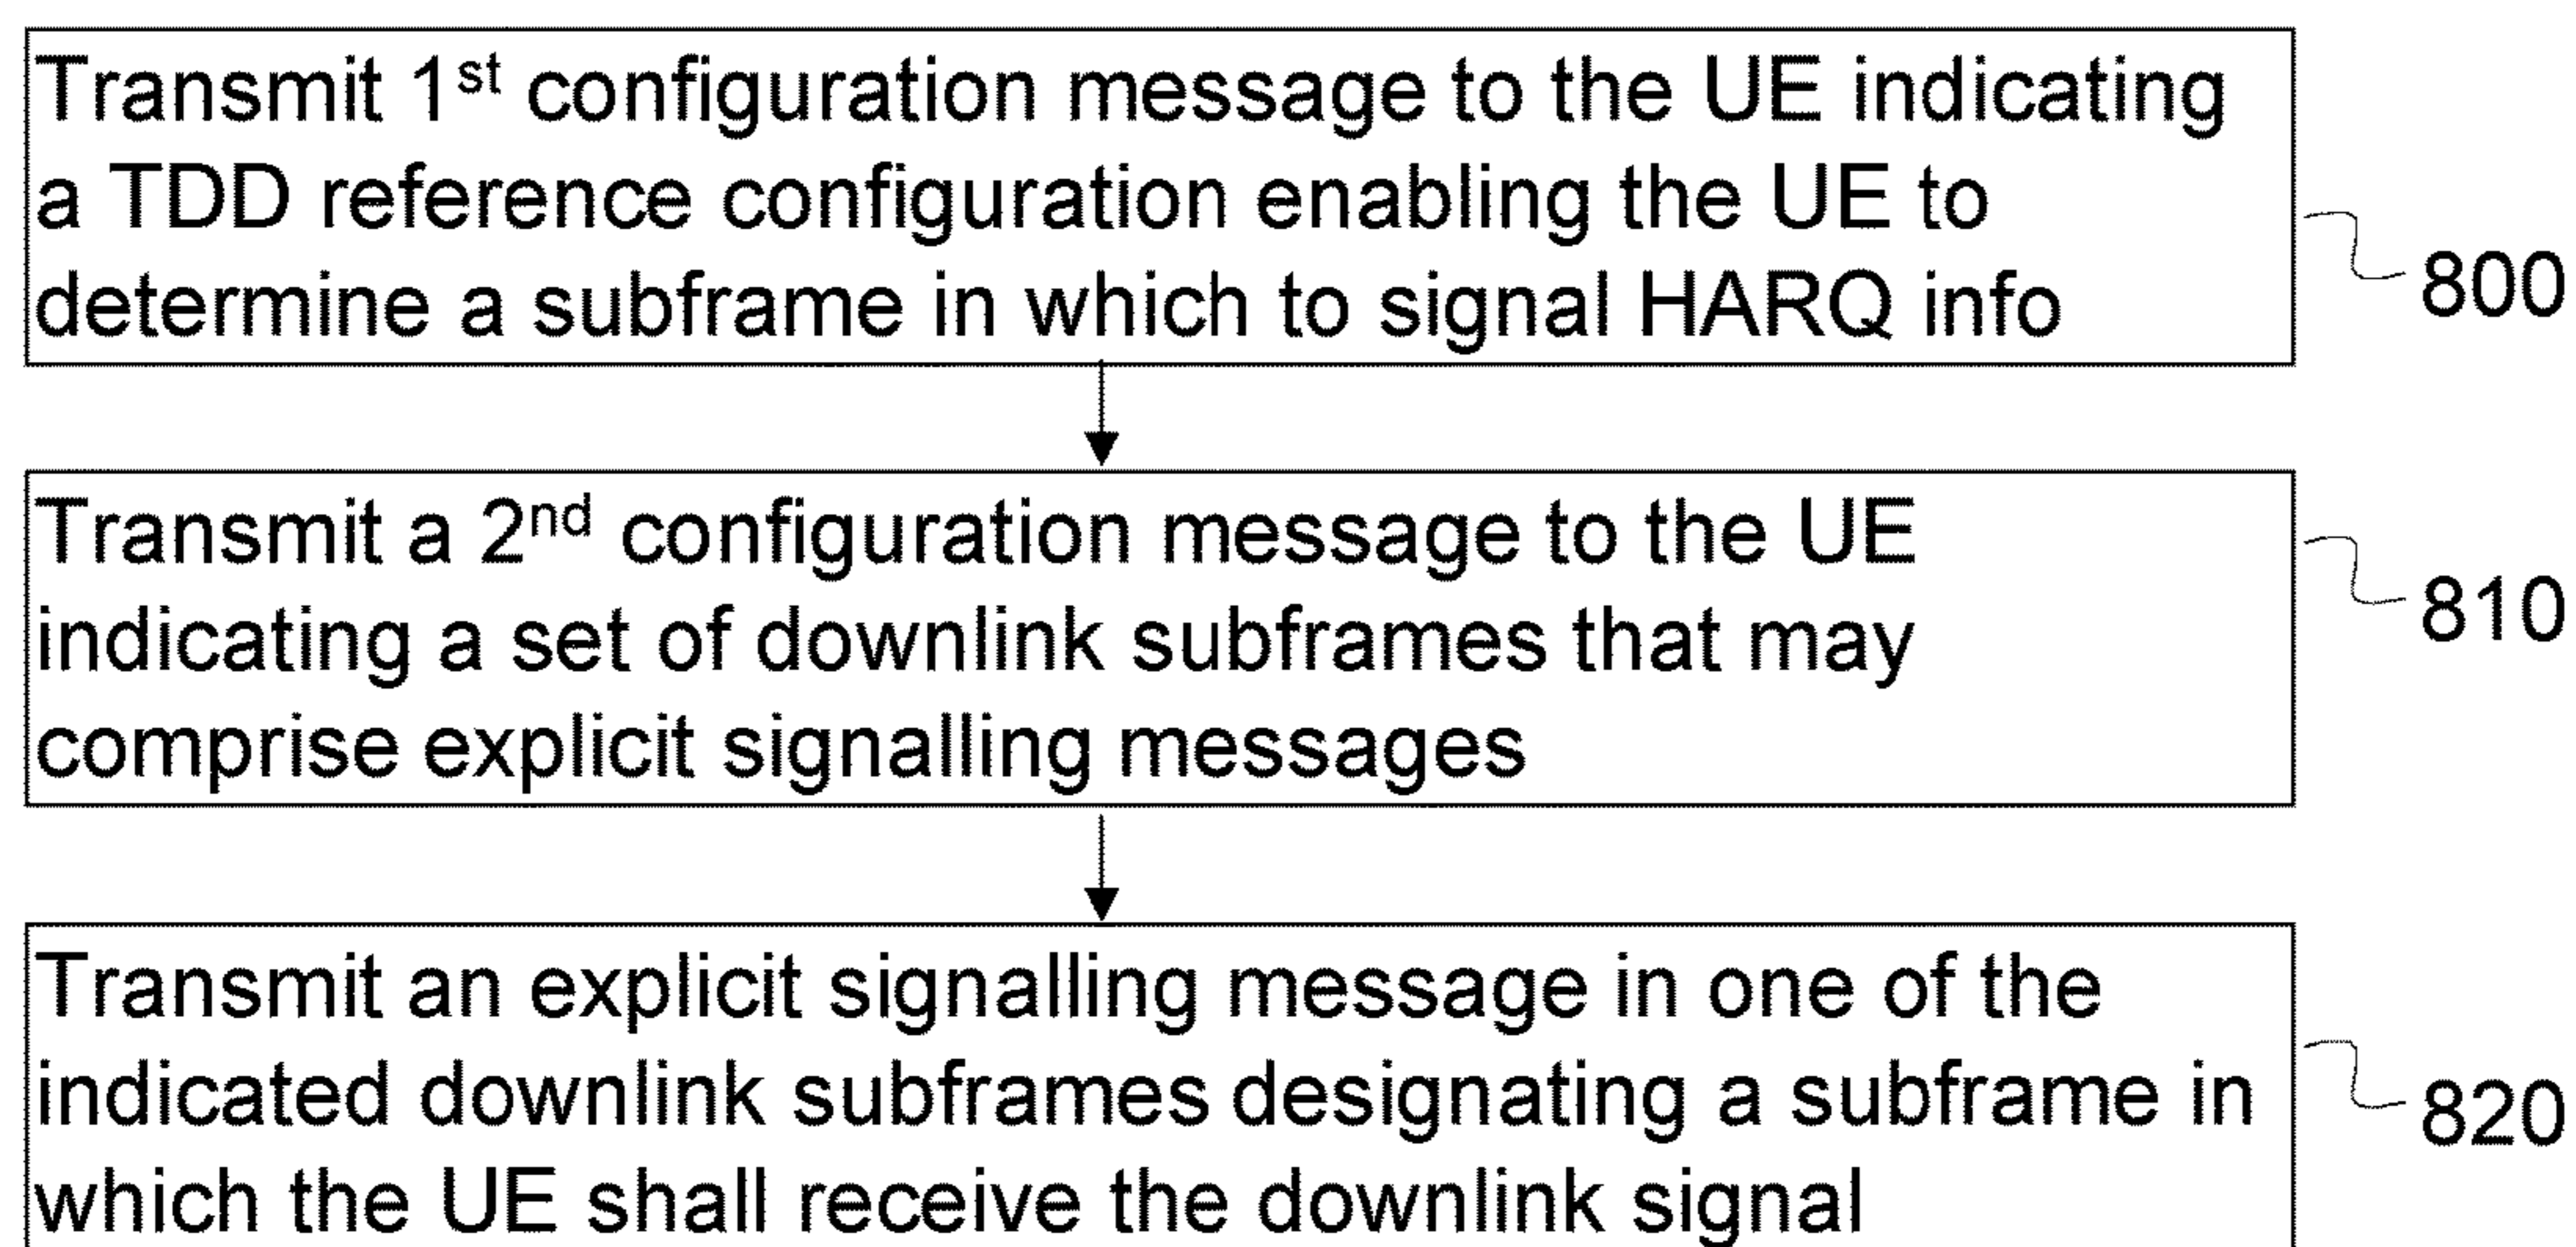 Transmit 1st configuration message to the UE indicating
a TDD reference configuration enabling the UE to
determine a subframe in which to signal HARQ info
800
Transmit a 2nd configuration message to the UE
indicating a set of downlink subframes that may
comprise explicit signalling messages
810
Transmit an explicit signalling message in one of the
indicated downlink subframes designating a subframe in
which the UE shall receive the downlink signal
820